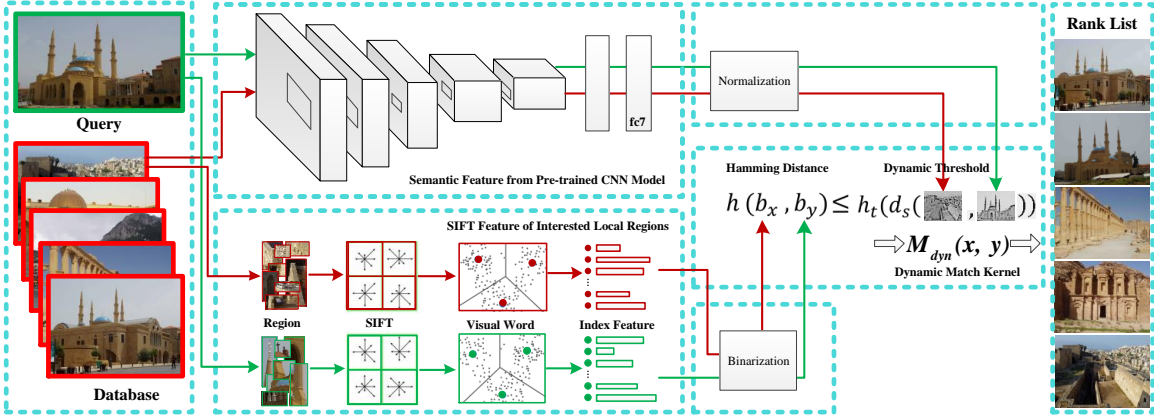 Query
Database
fc7
Semantic Feature from Pre-trained CNN Model
Normalization
SIFT Feature of Interested Local Regions
Region
SIFT
Visual Word
Index Feature
Binarization
Hamming Distance
Dynamic Threshold
h (b_x , b_y) ≤ h_t(d_s( , ))
M_dyn(x, y)
Dynamic Match Kernel
Rank List